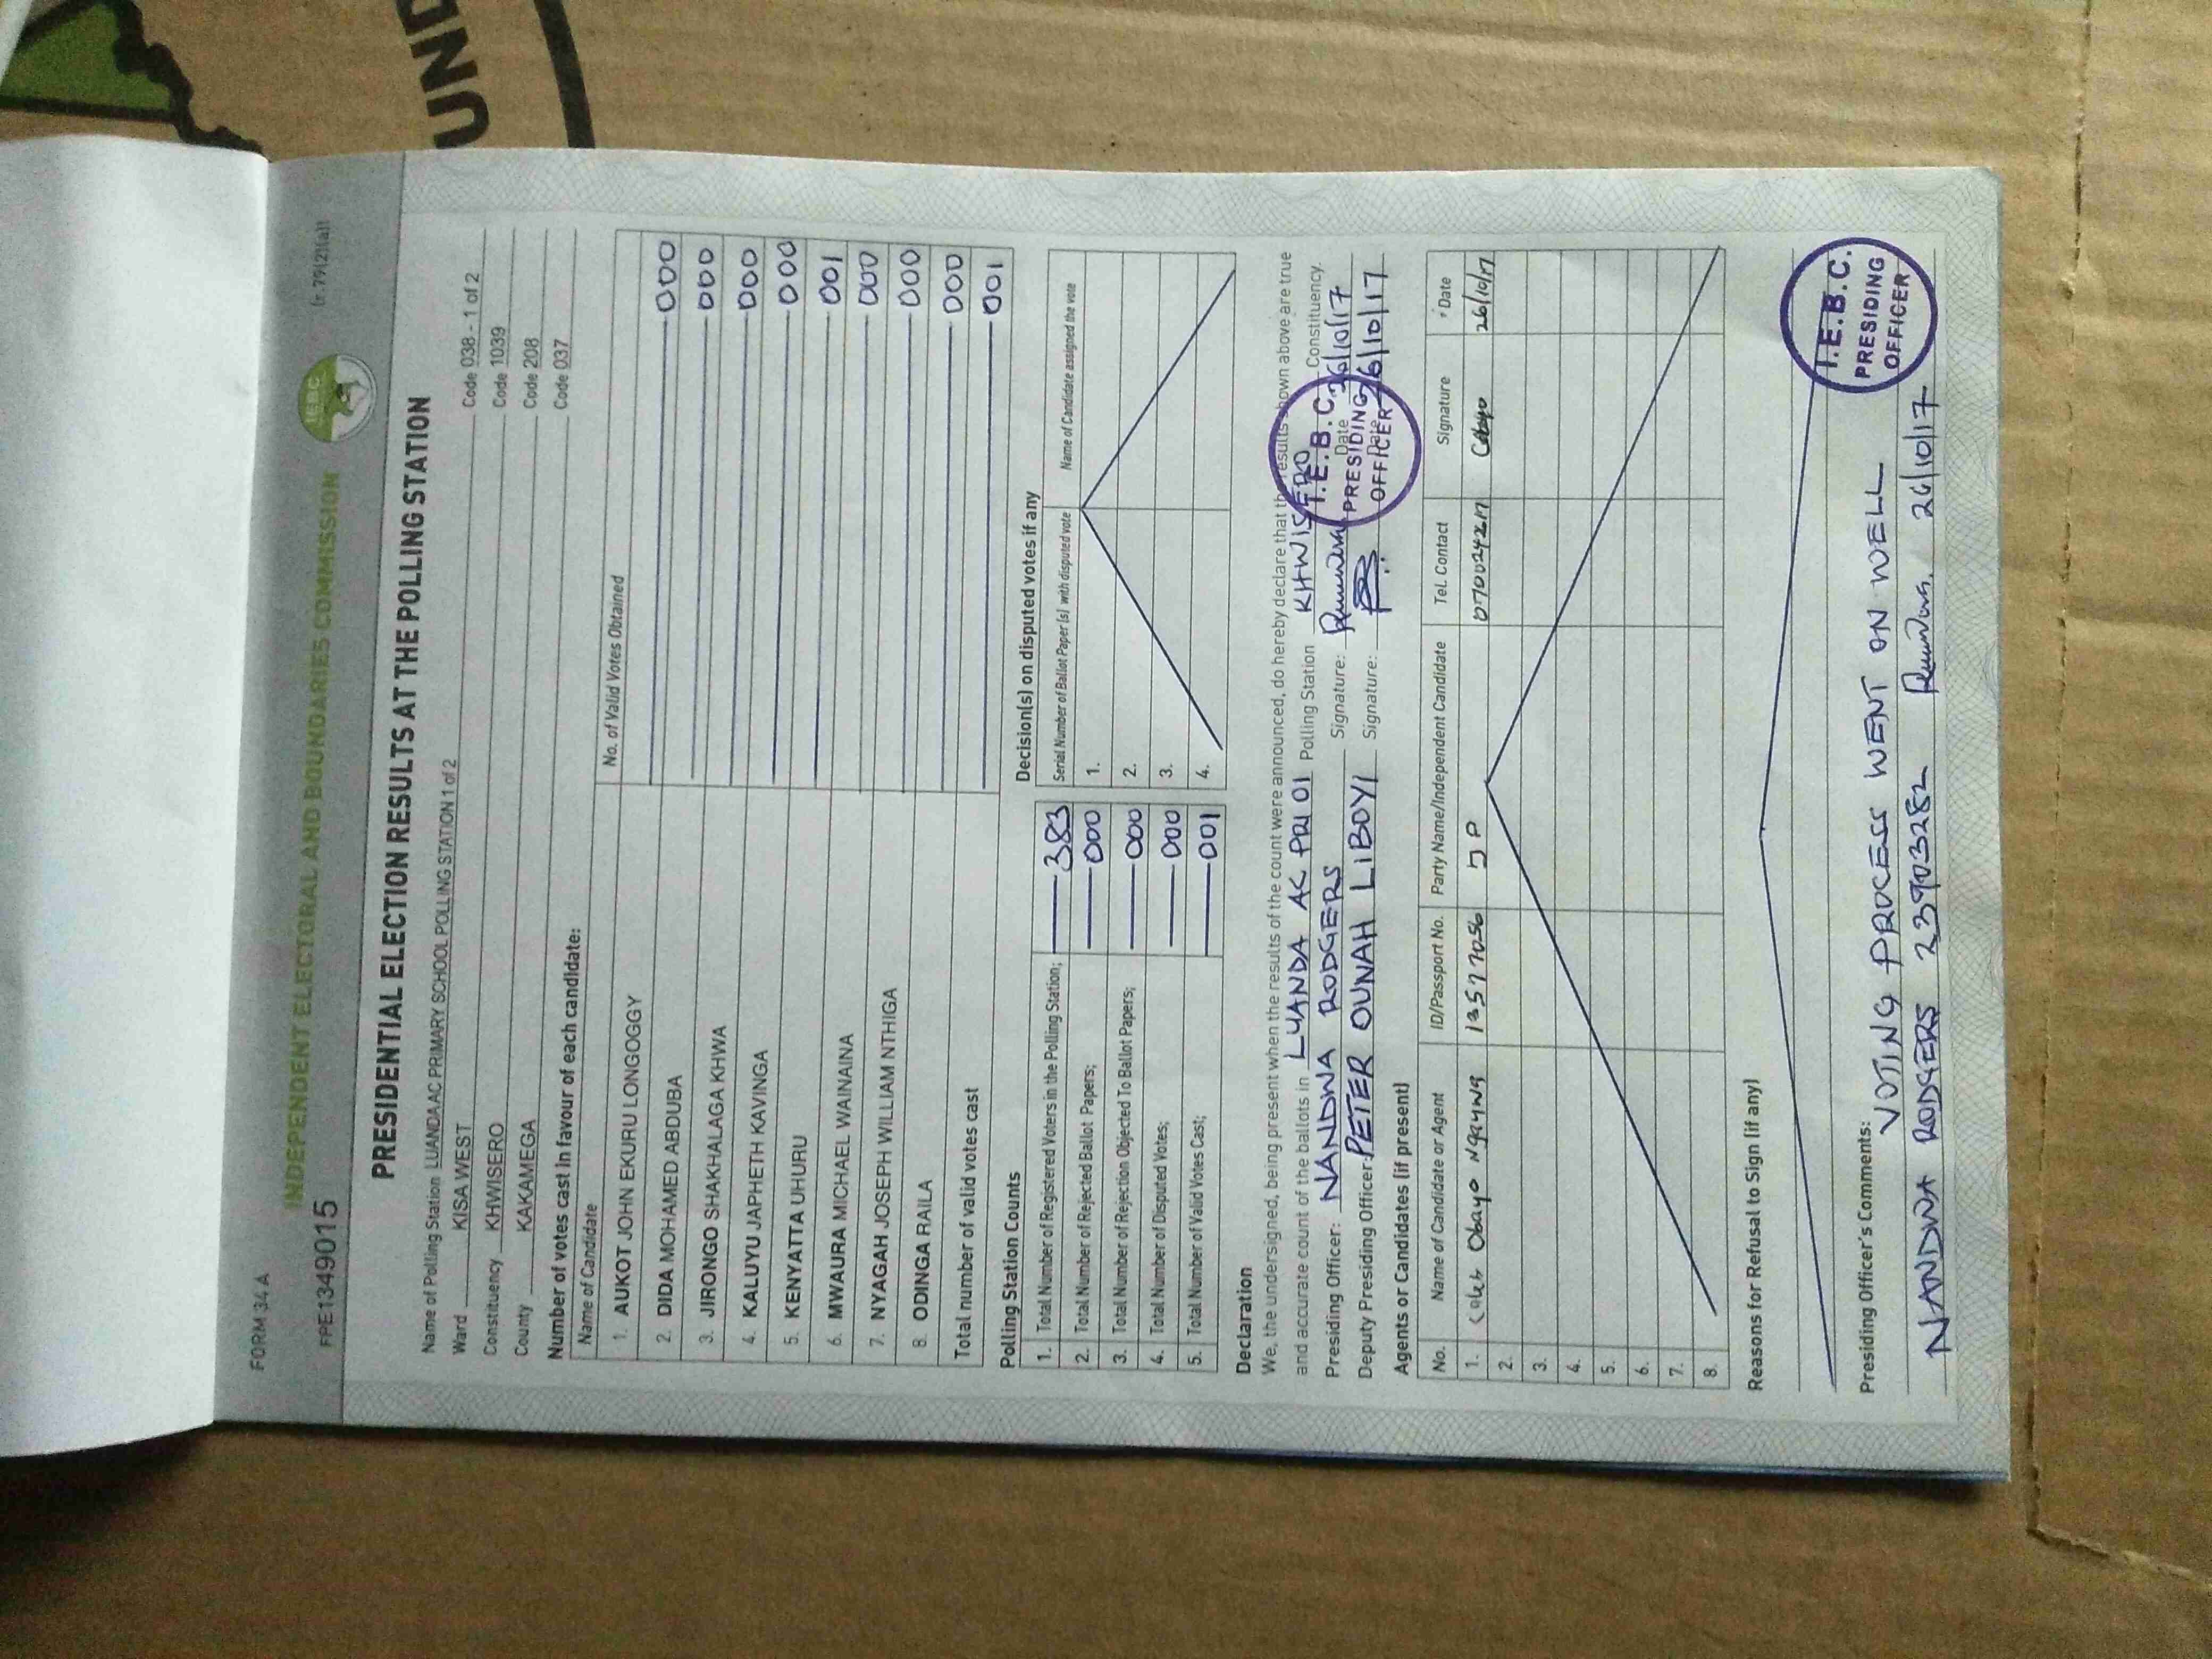 UND
FORM 34A
(r. 79(2)(a))
INDEPENDENT ELECTORAL AND BOUNDARIES COMMISSION
IEBC
FPE1349015
PRESIDENTIAL ELECTION RESULTS AT THE POLLING STATION
Name of Polling Station LUANDA AC PRIMARY SCHOOL POLLING STATION 1 of 2 Code 038 - 1 of 2
Ward KISA WEST Code 1039
Constituency KHWISERO Code 208
County KAKAMEGA Code 037
Number of votes cast in favour of each candidate:
Name of Candidate No. of Valid Votes Obtained
1. AUKOT JOHN EKURU LONGOGGY 000
2. DIDA MOHAMED ABDUBA 000
3. JIRONGO SHAKHALAGA KHWA 000
4. KALUYU JAPHETH KAVINGA 000
5. KENYATTA UHURU 001
6. MWAURA MICHAEL WAINAINA 000
7. NYAGAH JOSEPH WILLIAM NTHIGA 000
8. ODINGA RAILA 000
Total number of valid votes cast 001
Polling Station Counts
1. Total Number of Registered Voters in the Polling Station; 383
2. Total Number of Rejected Ballot Papers; 000
3. Total Number of Rejection Objected To Ballot Papers; 000
4. Total Number of Disputed Votes; 000
5. Total Number of Valid Votes Cast; 001
Decision(s) on disputed votes if any
Serial Number of Ballot Paper (s) with disputed vote Name of Candidate assigned the vote
1.
2.
3.
4.
Declaration
We, the undersigned, being present when the results of the count were announced, do hereby declare that the results shown above are true
and accurate count of the ballots in LUANDA AC PRI 01 Polling Station KHWISERO Constituency.
Presiding Officer: NANDWA RODGERS Signature: Date 26/10/17
Deputy Presiding Officer: PETER OUNAH LIBOYI Signature: Date 26/10/17
I.E.B.C.
PRESIDING
OFFICER
Agents or Candidates (if present)
No. Name of Candidate or Agent ID/Passport No. Party Name/Independent Candidate Tel. Contact Signature Date
1. Caleb Obayo Ngayng 13577056 JP 0700242217 26/10/17
2.
3.
4.
5.
6.
7.
8.
Reasons for Refusal to Sign (if any)
Presiding Officer's Comments:
VOTING PROCESS WENT ON WELL
NANDWA RODGERS 23903282 26/10/17
I.E.B.C.
PRESIDING
OFFICER